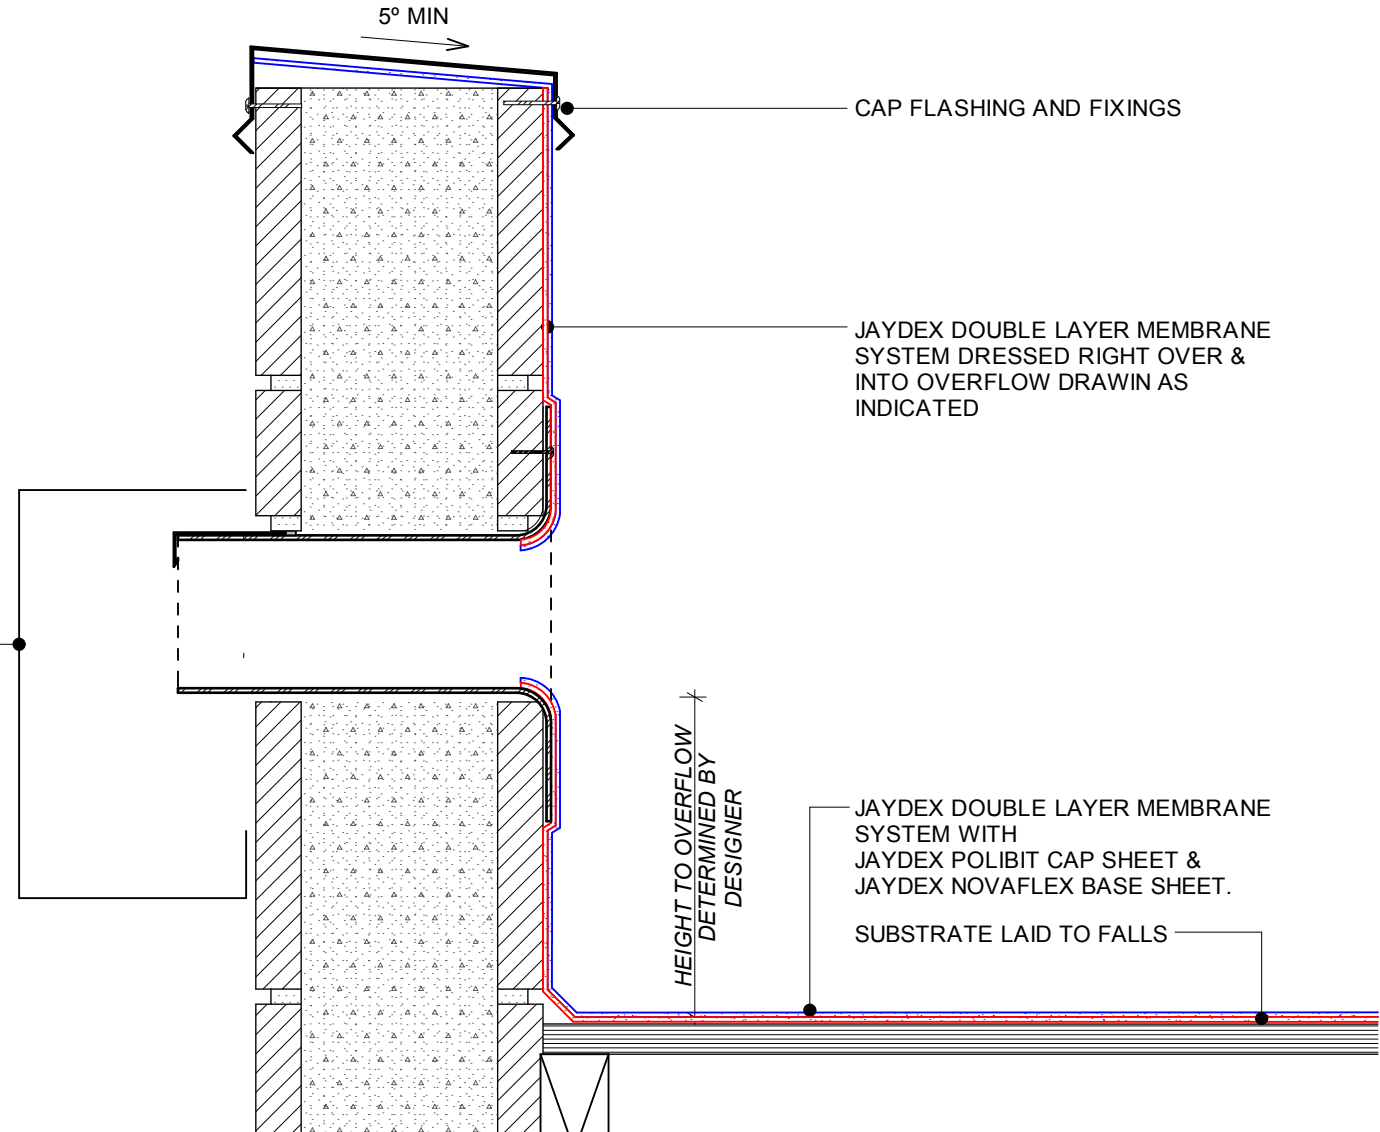 5º MIN
CAP FLASHING AND FIXINGS
JAYDEX DOUBLE LAYER MEMBRANE
SYSTEM DRESSED RIGHT OVER &
INTO OVERFLOW DRAWIN AS
INDICATED
HEIGHT TO OVERFLOW
DETERMINED BY
DESIGNER
JAYDEX DOUBLE LAYER MEMBRANE
SYSTEM WITH
JAYDEX POLIBIT CAP SHEET &
JAYDEX NOVAFLEX BASE SHEET.
SUBSTRATE LAID TO FALLS